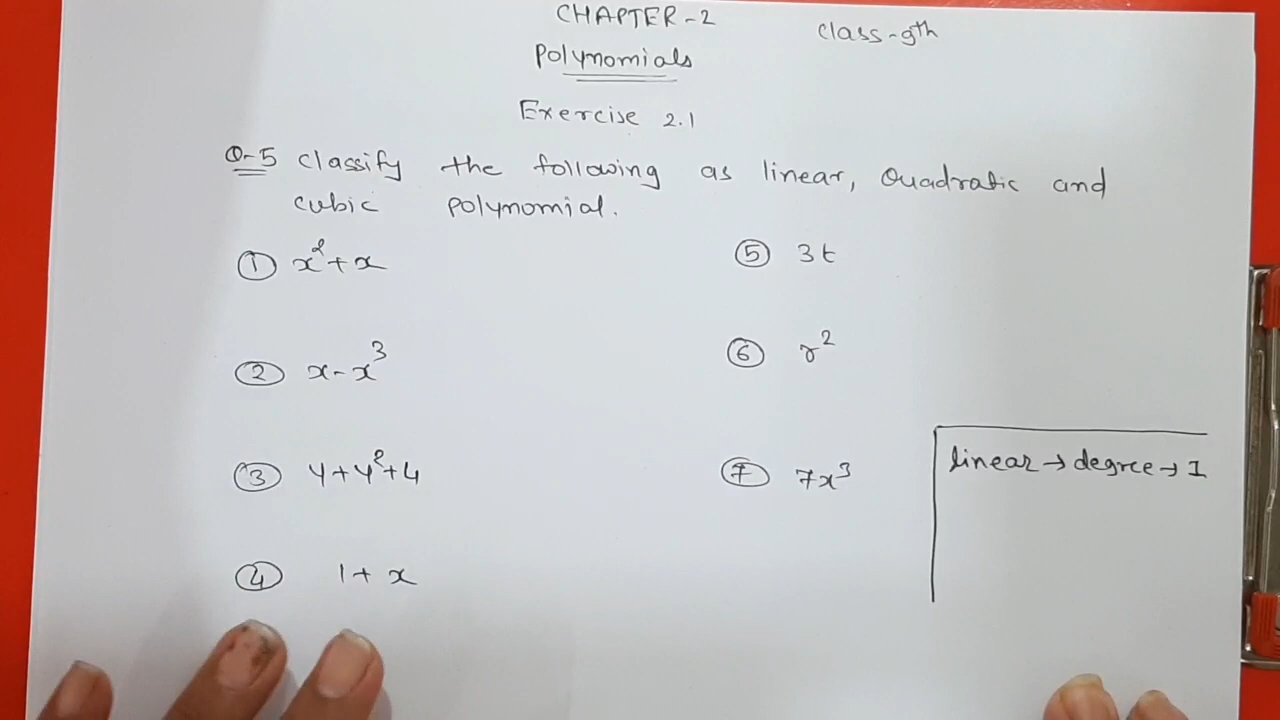 CHAPTER-2
Class-9th
Polynomials
Exercise 2.1
Q-5 Classify the following as linear, Quadratic and
cubic polynomial.
① x²+x
② x-x³
③ y+y²+4
④ 1+x
⑤ 3t
⑥ r²
⑦ 7x³
linear→degree→1